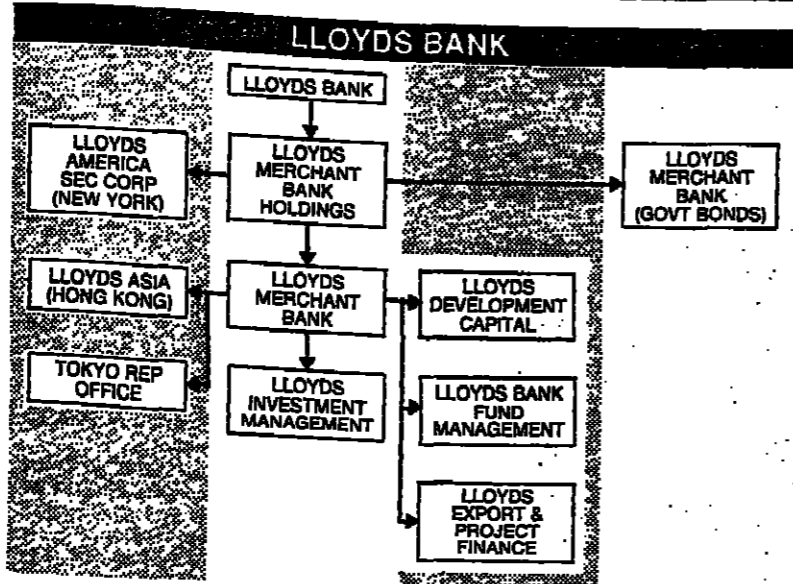 LLOYDS BANK
LLOYDS BANK
LLOYDS
AMERICA
SEC CORP
(NEW YORK)
LLOYDS
MERCHANT
BANK
HOLDINGS
LLOYDS
MERCHANT
BANK
(GOVT BONDS)
LLOYDS ASIA
(HONG KONG)
LLOYDS
MERCHANT
BANK
LLOYDS
DEVELOPMENT
CAPITAL
TOKYO REP
OFFICE
LLOYDS
INVESTMENT
MANAGEMENT
LLOYDS BANK
FUND
MANAGEMENT
LLOYDS
EXPORT &
PROJECT
FINANCE